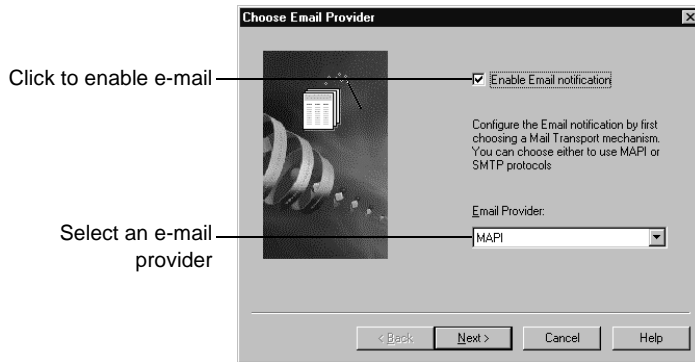 Choose Email Provider
Click to enable e-mail
Enable Email notification
Configure the Email notification by first
choosing a Mail Transport mechanism.
You can choose either to use MAPI or
SMTP protocols
Email Provider:
Select an e-mail
provider
MAPI
< Back
Next >
Cancel
Help